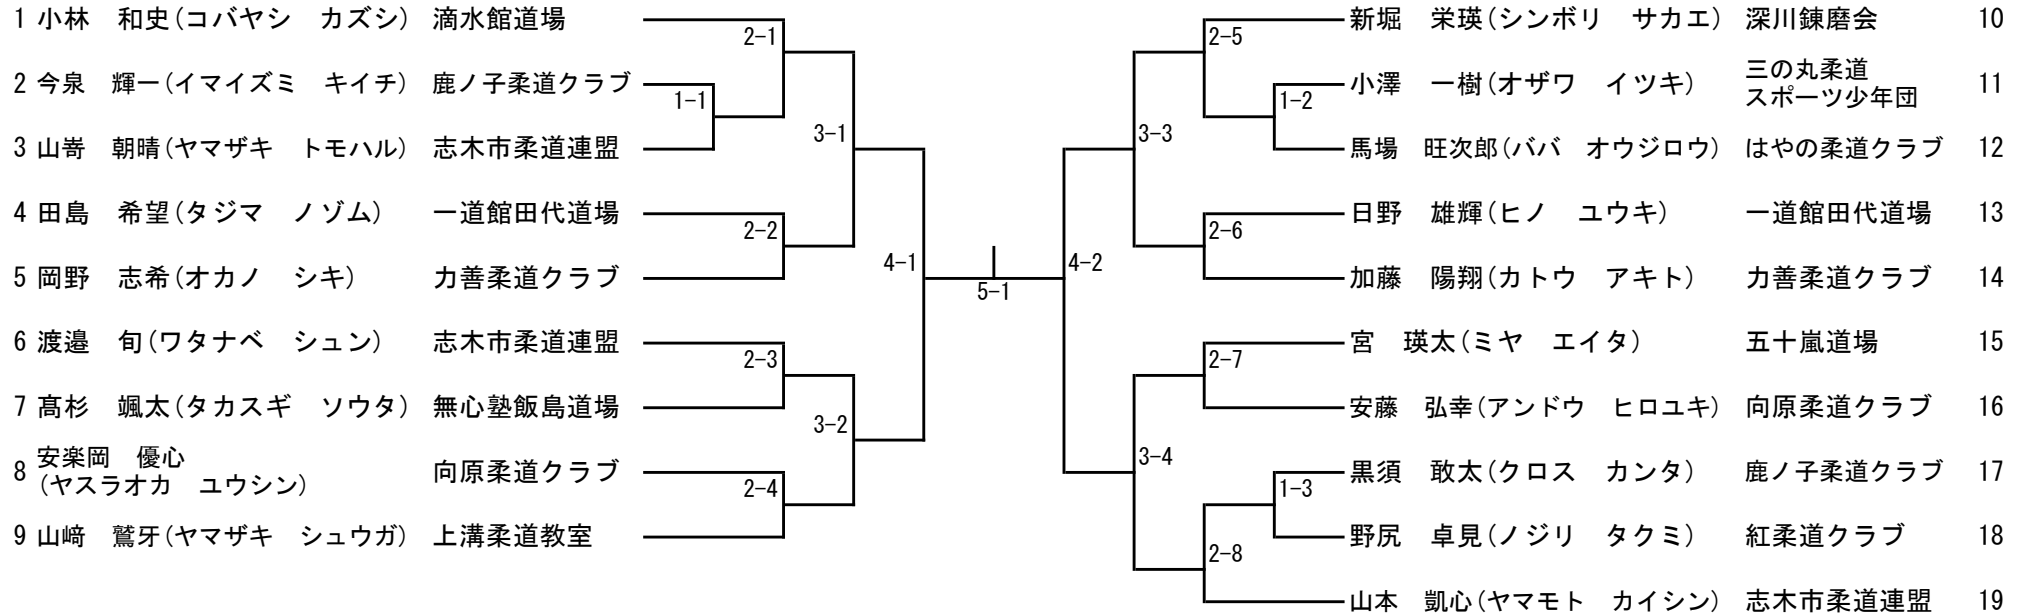 1 小林　和史(コバヤシ　カズシ) 滴水館道場
2-1
2 今泉　輝一(イマイズミ　キイチ) 鹿ノ子柔道クラブ
1-1
3 山嵜　朝晴(ヤマザキ　トモハル) 志木市柔道連盟
3-1
4 田島　希望(タジマ　ノゾム) 一道館田代道場
2-2
5 岡野　志希(オカノ　シキ) 力善柔道クラブ
4-1
6 渡邉　旬(ワタナベ　シュン) 志木市柔道連盟
2-3
7 髙杉　颯太(タカスギ　ソウタ) 無心塾飯島道場
3-2
8 安楽岡　優心
(ヤスラオカ　ユウシン) 向原柔道クラブ
2-4
9 山﨑　鷲牙(ヤマザキ　シュウガ) 上溝柔道教室
5-1
新堀　栄瑛(シンボリ　サカエ) 深川錬磨会 10
2-5
小澤　一樹(オザワ　イツキ) 三の丸柔道
スポーツ少年団 11
1-2
馬場　旺次郎(ババ　オウジロウ) はやの柔道クラブ 12
3-3
日野　雄輝(ヒノ　ユウキ) 一道館田代道場 13
2-6
加藤　陽翔(カトウ　アキト) 力善柔道クラブ 14
4-2
宮　瑛太(ミヤ　エイタ) 五十嵐道場 15
2-7
安藤　弘幸(アンドウ　ヒロユキ) 向原柔道クラブ 16
3-4
黒須　敢太(クロス　カンタ) 鹿ノ子柔道クラブ 17
1-3
野尻　卓見(ノジリ　タクミ) 紅柔道クラブ 18
2-8
山本　凱心(ヤマモト　カイシン) 志木市柔道連盟 19